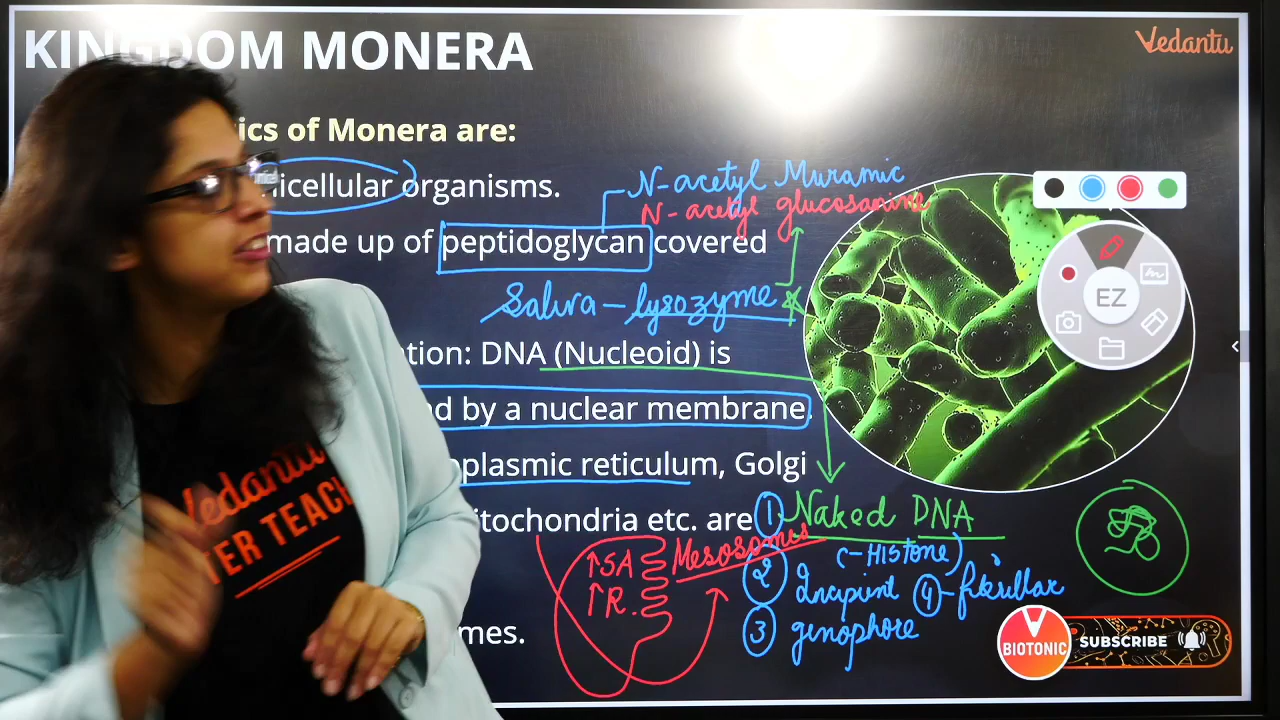 KINGDOM MONERA
Vedantu
ics of Monera are:
icellular organisms.
N-acetyl Muramic
N-acetyl glucosamine
made up of peptidoglycan covered
Saliva - lysozyme
EZ
tion: DNA (Nucleoid) is
d by a nuclear membrane.
plasmic reticulum, Golgi
itochondria etc. are
① Naked DNA
(-Histone)
Mesosomes
↑SA
↑R.
② Incipient ④-fibrillar
③ genophore
mes.
Vedantu
TER TEACH
BIOTONIC
SUBSCRIBE